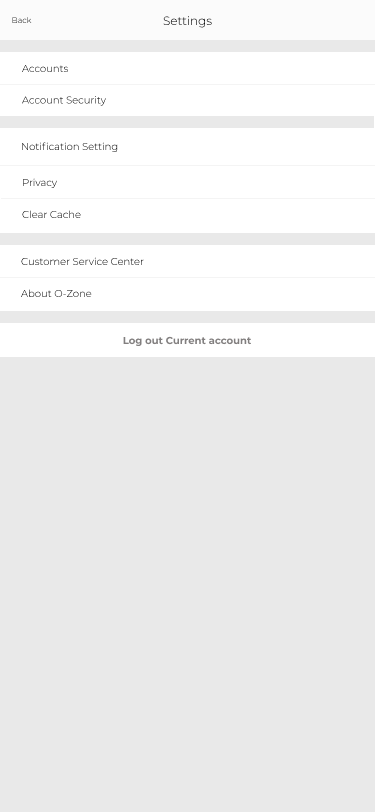 Back
Settings
Accounts
Account Security
Notification Setting
Privacy
Clear Cache
Customer Service Center
About O-Zone
Log out Current account